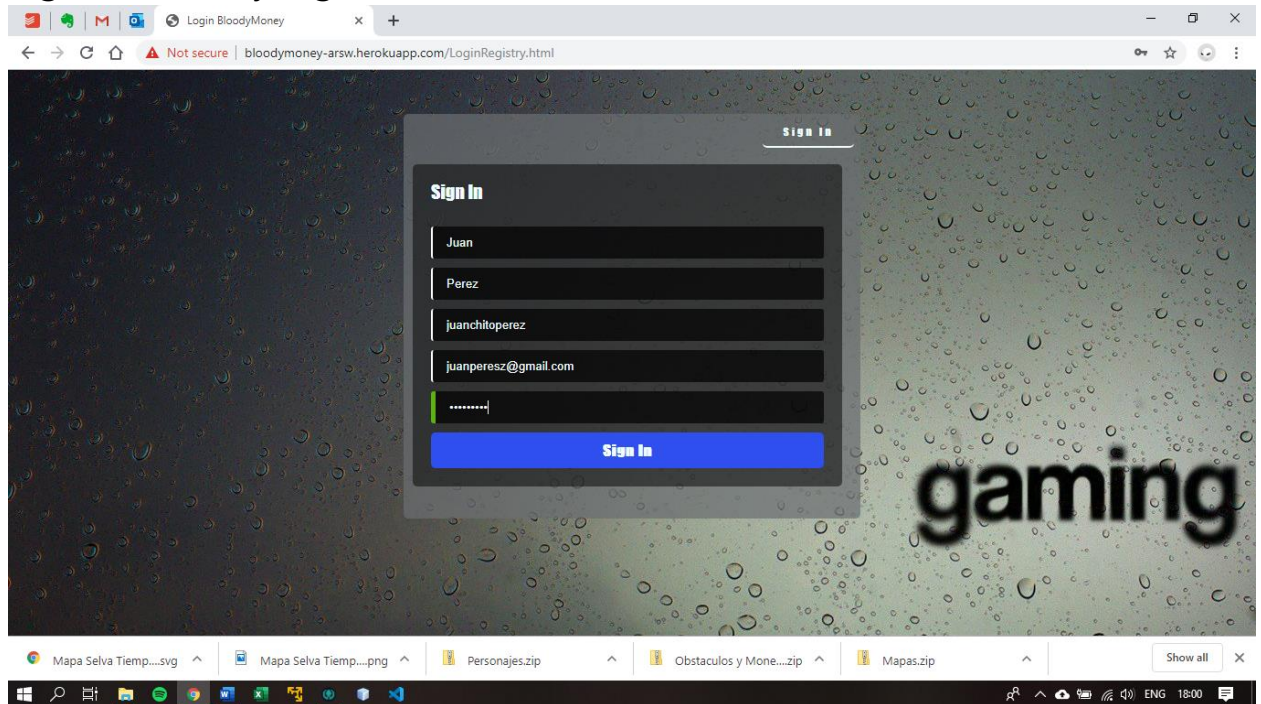 Login BloodyMoney
Not secure | bloodymoney-arsw.herokuapp.com/LoginRegistry.html
Sign In
Sign In
Juan
Perez
juanchitoperez
juanperesz@gmail.com
•••••••••
Sign In
gaming
Mapa Selva Tiemp....svg
Mapa Selva Tiemp....png
Personajes.zip
Obstaculos y Mone....zip
Mapas.zip
Show all
ENG 18:00